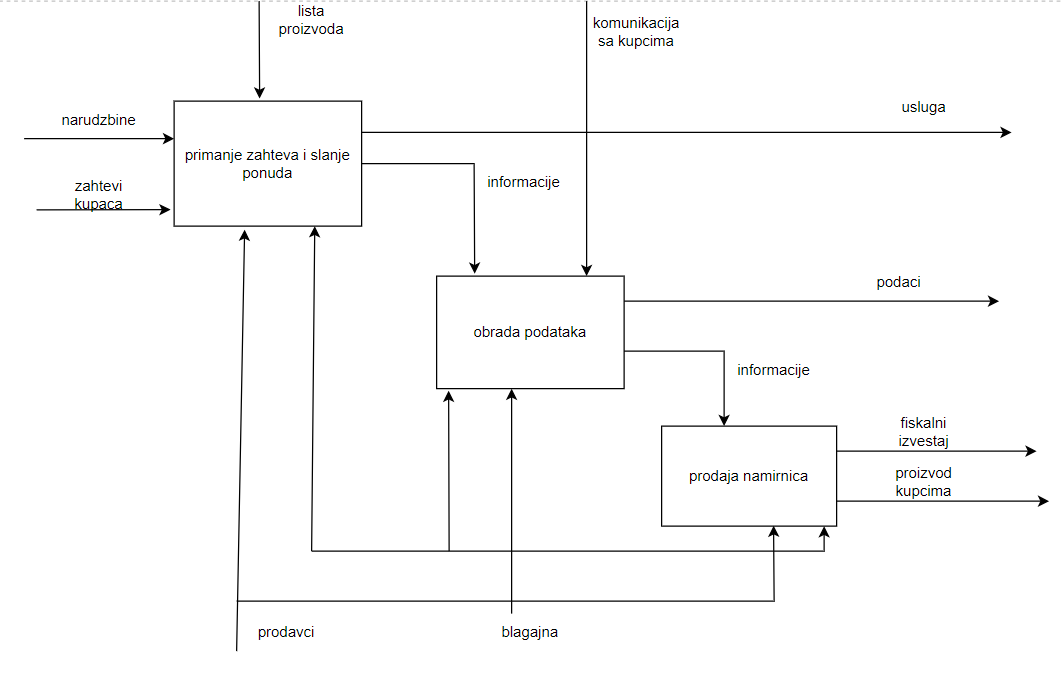 lista
proizvoda
komunikacija
sa kupcima
narudzbine
usluga
primanje zahteva i slanje
ponuda
zahtevi
kupaca
informacije
podaci
obrada podataka
informacije
fiskalni
izvestaj
prodaja namirnica
proizvod
kupcima
prodavci
blagajna